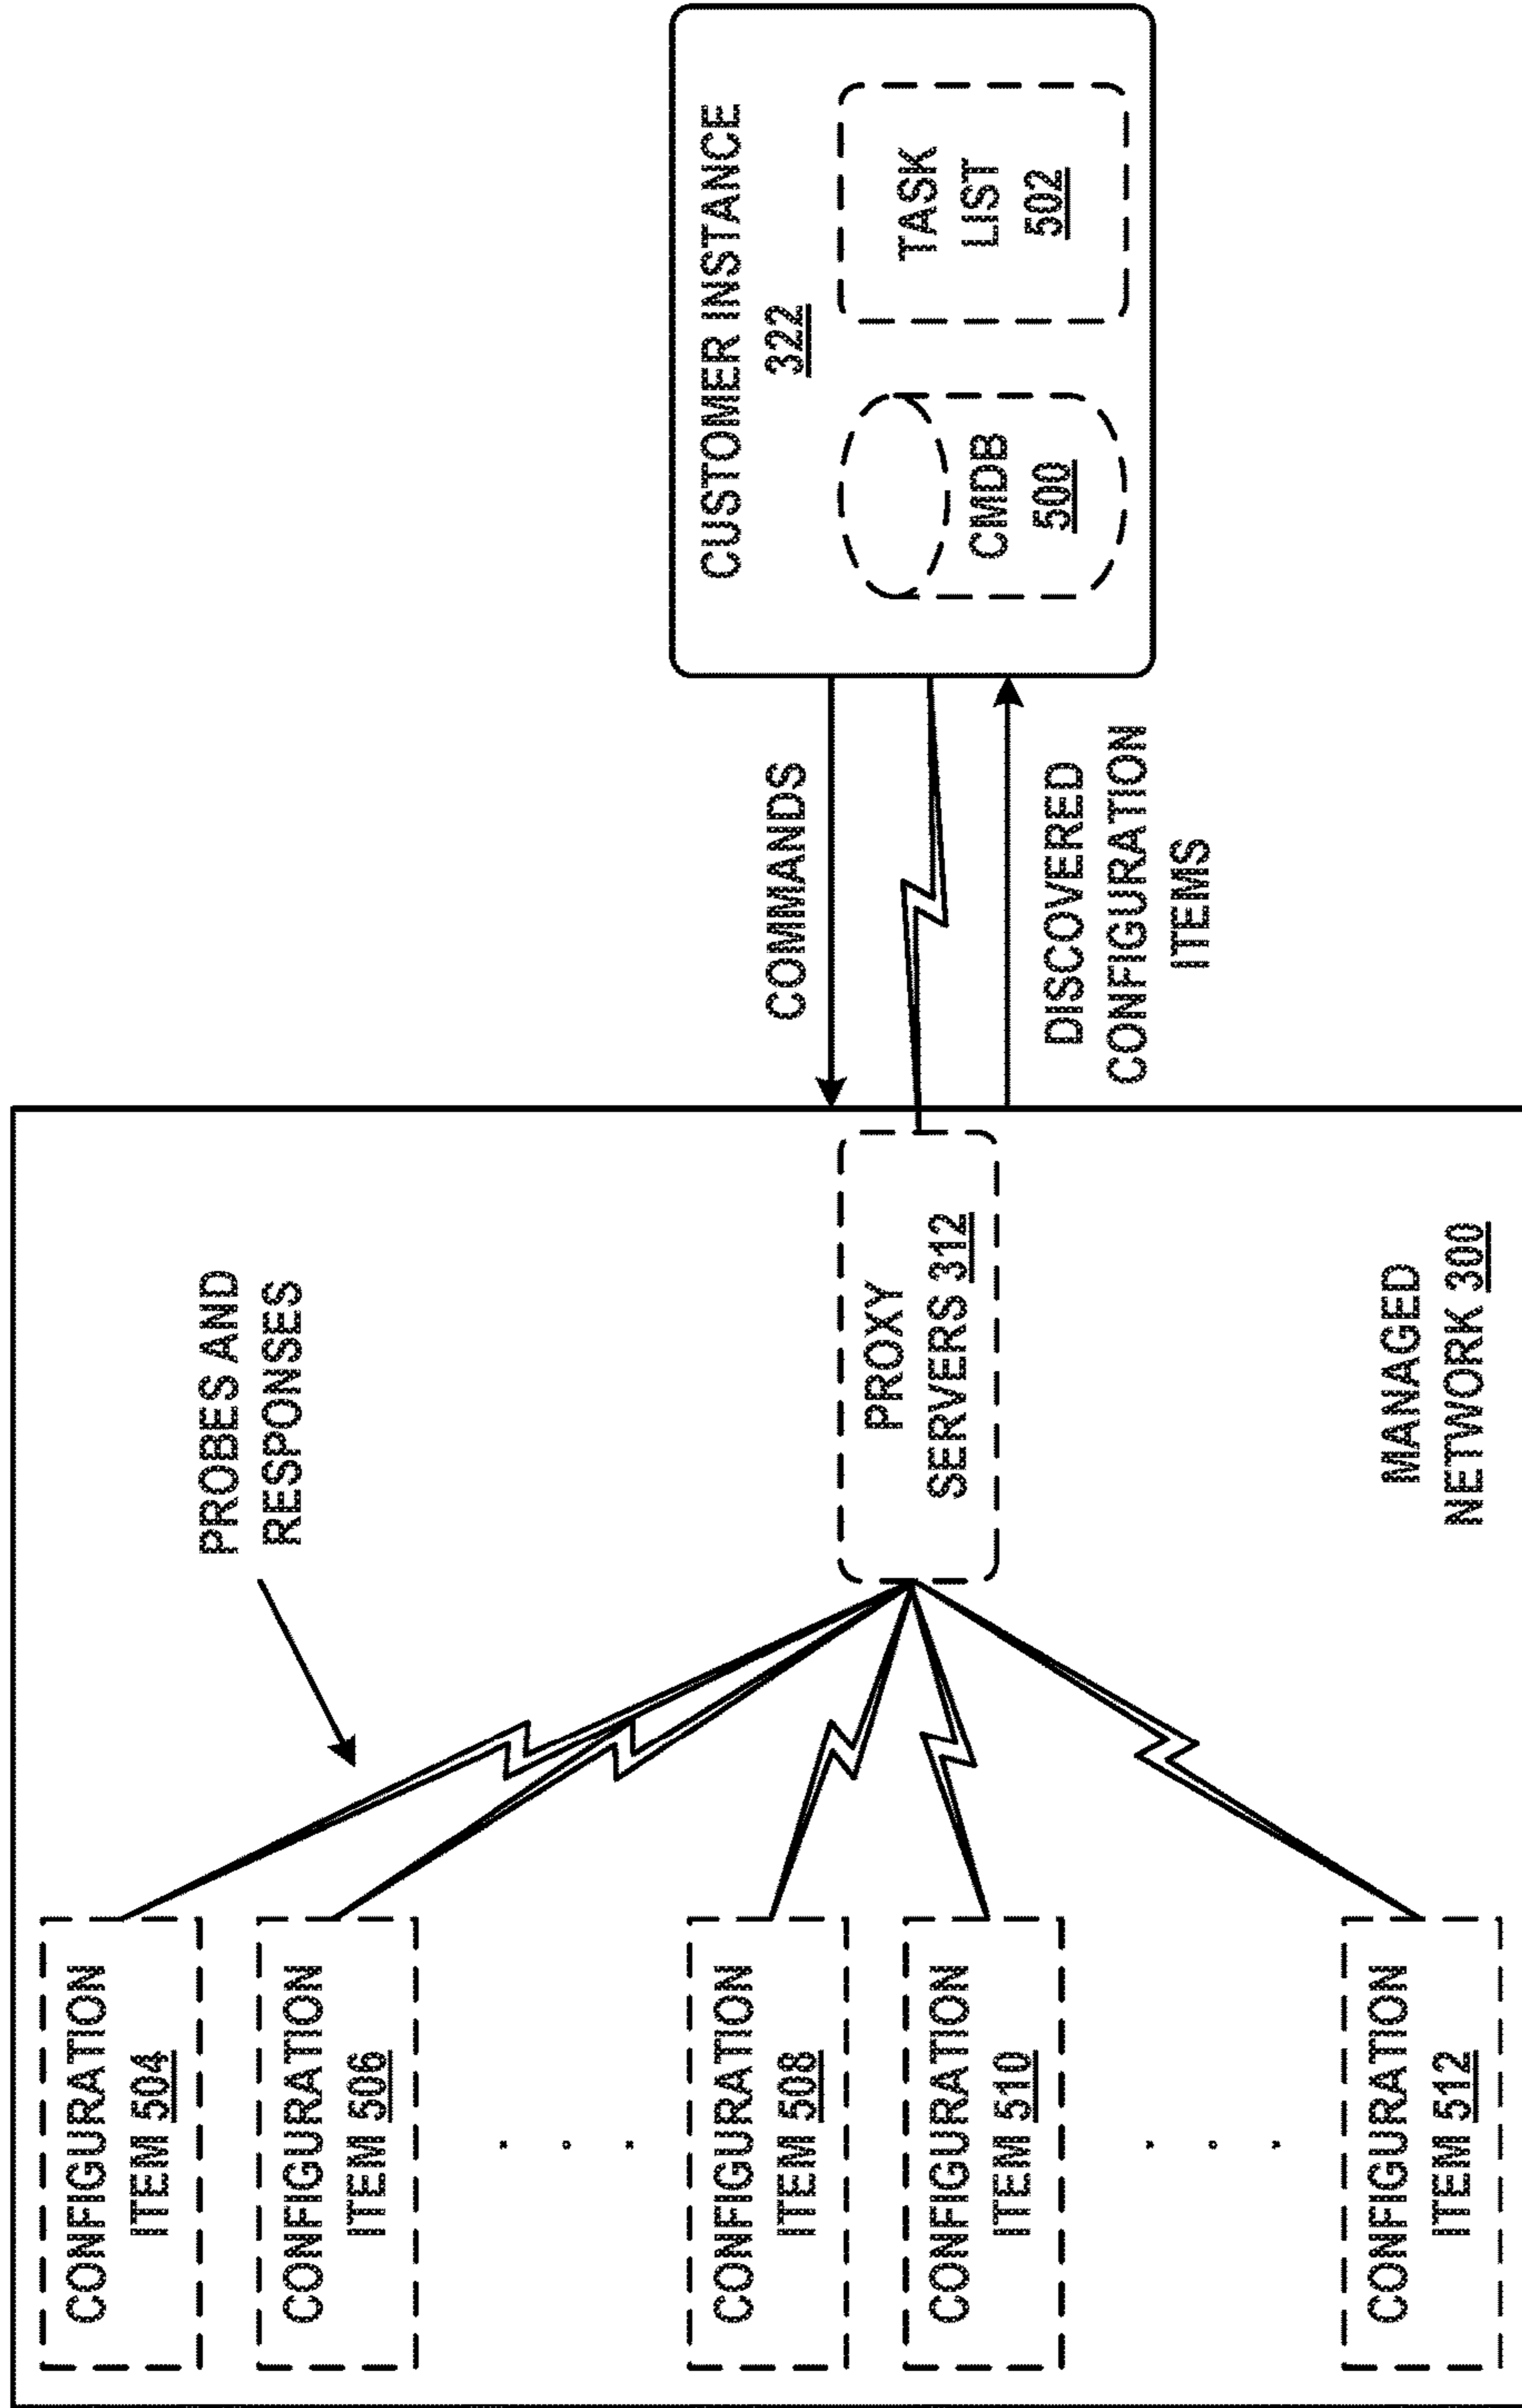 CONFIGURATION
ITEM 504
CONFIGURATION
ITEM 506
CONFIGURATION
ITEM 508
CONFIGURATION
ITEM 510
CONFIGURATION
ITEM 512
PROBES AND
RESPONSES
PROXY
SERVERS 312
MANAGED
NETWORK 300
COMMANDS
DISCOVERED
CONFIGURATION
ITEMS
CUSTOMER INSTANCE
322
CMDB
500
TASK
LIST
502